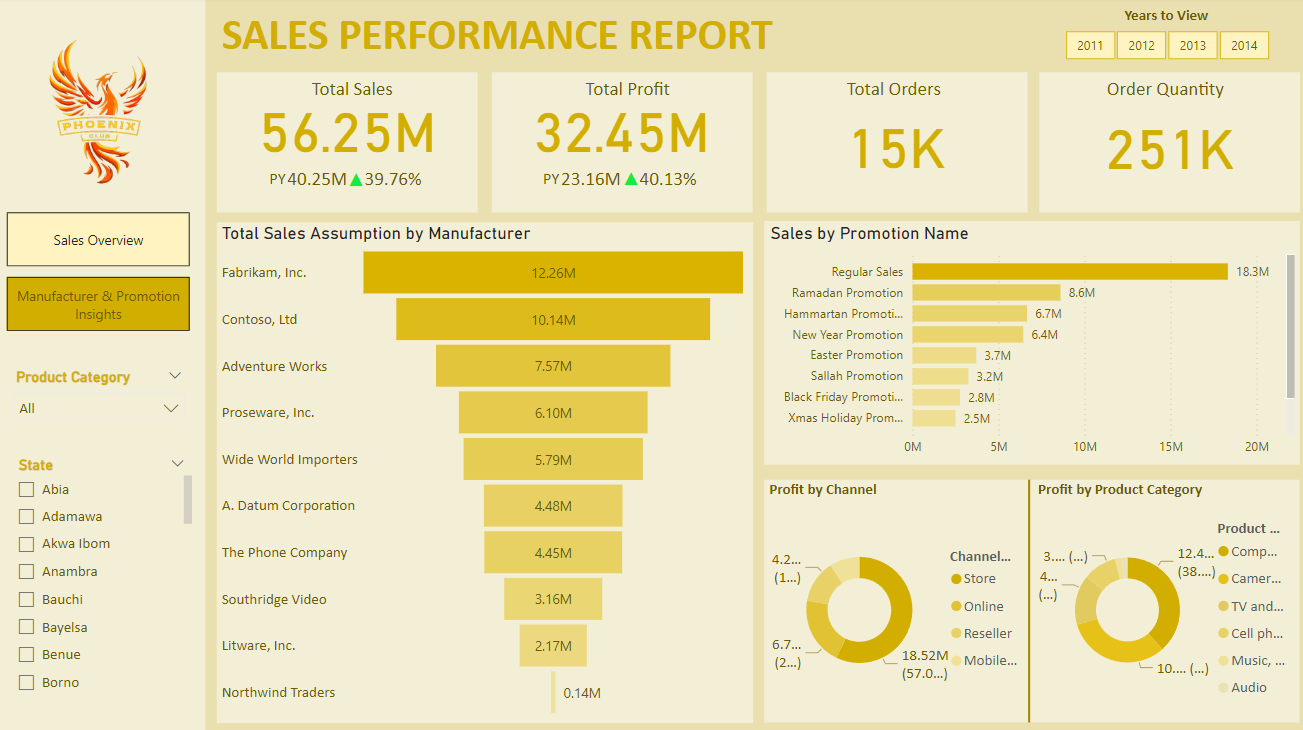 SALES PERFORMANCE REPORT
Years to View
2011 2012 2013 2014
PHOENIX
CLUB
Sales Overview
Manufacturer & Promotion
Insights
Product Category
All
State
Abia
Adamawa
Akwa Ibom
Anambra
Bauchi
Bayelsa
Benue
Borno
Total Sales
56.25M
PY 40.25M ▲ 39.76%
Total Profit
32.45M
PY 23.16M ▲ 40.13%
Total Orders
15K
Order Quantity
251K
Total Sales Assumption by Manufacturer
Fabrikam, Inc. 12.26M
Contoso, Ltd 10.14M
Adventure Works 7.57M
Proseware, Inc. 6.10M
Wide World Importers 5.79M
A. Datum Corporation 4.48M
The Phone Company 4.45M
Southridge Video 3.16M
Litware, Inc. 2.17M
Northwind Traders 0.14M
Sales by Promotion Name
Regular Sales 18.3M
Ramadan Promotion 8.6M
Hammartan Promoti... 6.7M
New Year Promotion 6.4M
Easter Promotion 3.7M
Sallah Promotion 3.2M
Black Friday Promoti... 2.8M
Xmas Holiday Prom... 2.5M
0M 5M 10M 15M 20M
Profit by Channel
4.2...
(1...)
6.7...
(2...)
18.52M
(57.0...)
Channel...
Store
Online
Reseller
Mobile...
Profit by Product Category
3.... (...)
4...
(...)
12.4...
(38....)
10.... (...)
Product ...
Comp...
Camer...
TV and...
Cell ph...
Music, ...
Audio